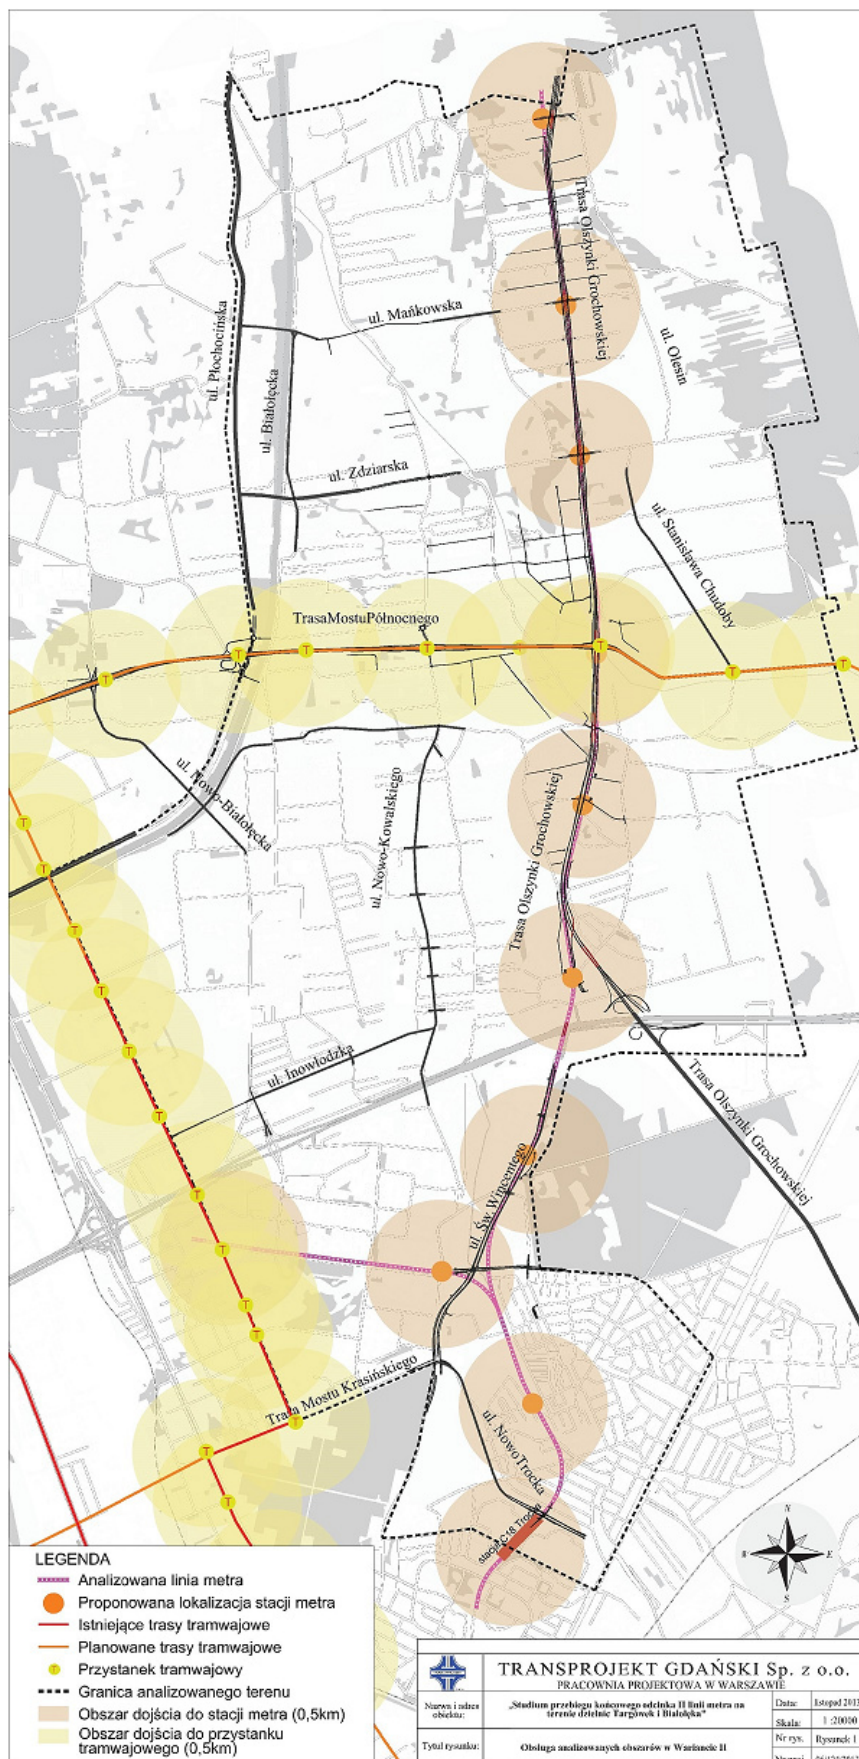 Trasa Olszynki Grochowskiej
ul. Mańkowska
ul. Płochocińska
ul. Olesin
ul. Białołęcka
ul. Zdziarska
ul. Stanisława Chudoby
TrasaMostuPółnocnego
T T T T T T T
ul. Nowo-Białołęcka
ul. Nowo-Kowalskiego
Trasa Olszynki Grochowskiej
ul. Inowłodzka
Trasa Olszynki Grochowskiej
ul. Św. Wincentego
Trasa Mostu Krasińskiego
ul. NowoTrocka
stacja C18 Trocka
N
E
S
LEGENDA
Analizowana linia metra
Proponowana lokalizacja stacji metra
Istniejące trasy tramwajowe
Planowane trasy tramwajowe
T Przystanek tramwajowy
Granica analizowanego terenu
Obszar dojścia do stacji metra (0,5km)
Obszar dojścia do przystanku
tramwajowego (0,5km)
TRANSPROJEKT GDAŃSKI Sp. z o.o.
PRACOWNIA PROJEKTOWA W WARSZAWIE
Nazwa i adres
obiektu:
„Studium przebiegu końcowego odcinka II linii metra na
terenie dzielnic Targówek i Białołęka"
Data: listopad 2013
Skala: 1 :20000
Tytuł rysunku:
Obsługa analizowanych obszarów w Wariancie II
Nr rys.